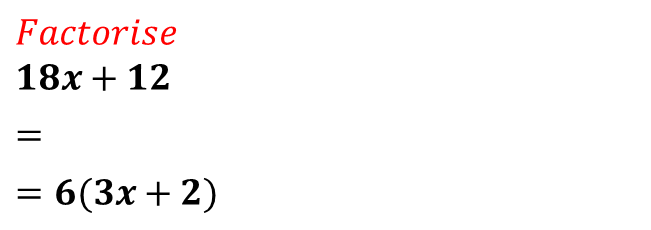 Factorise
18x + 12
=
= 6(3x + 2)